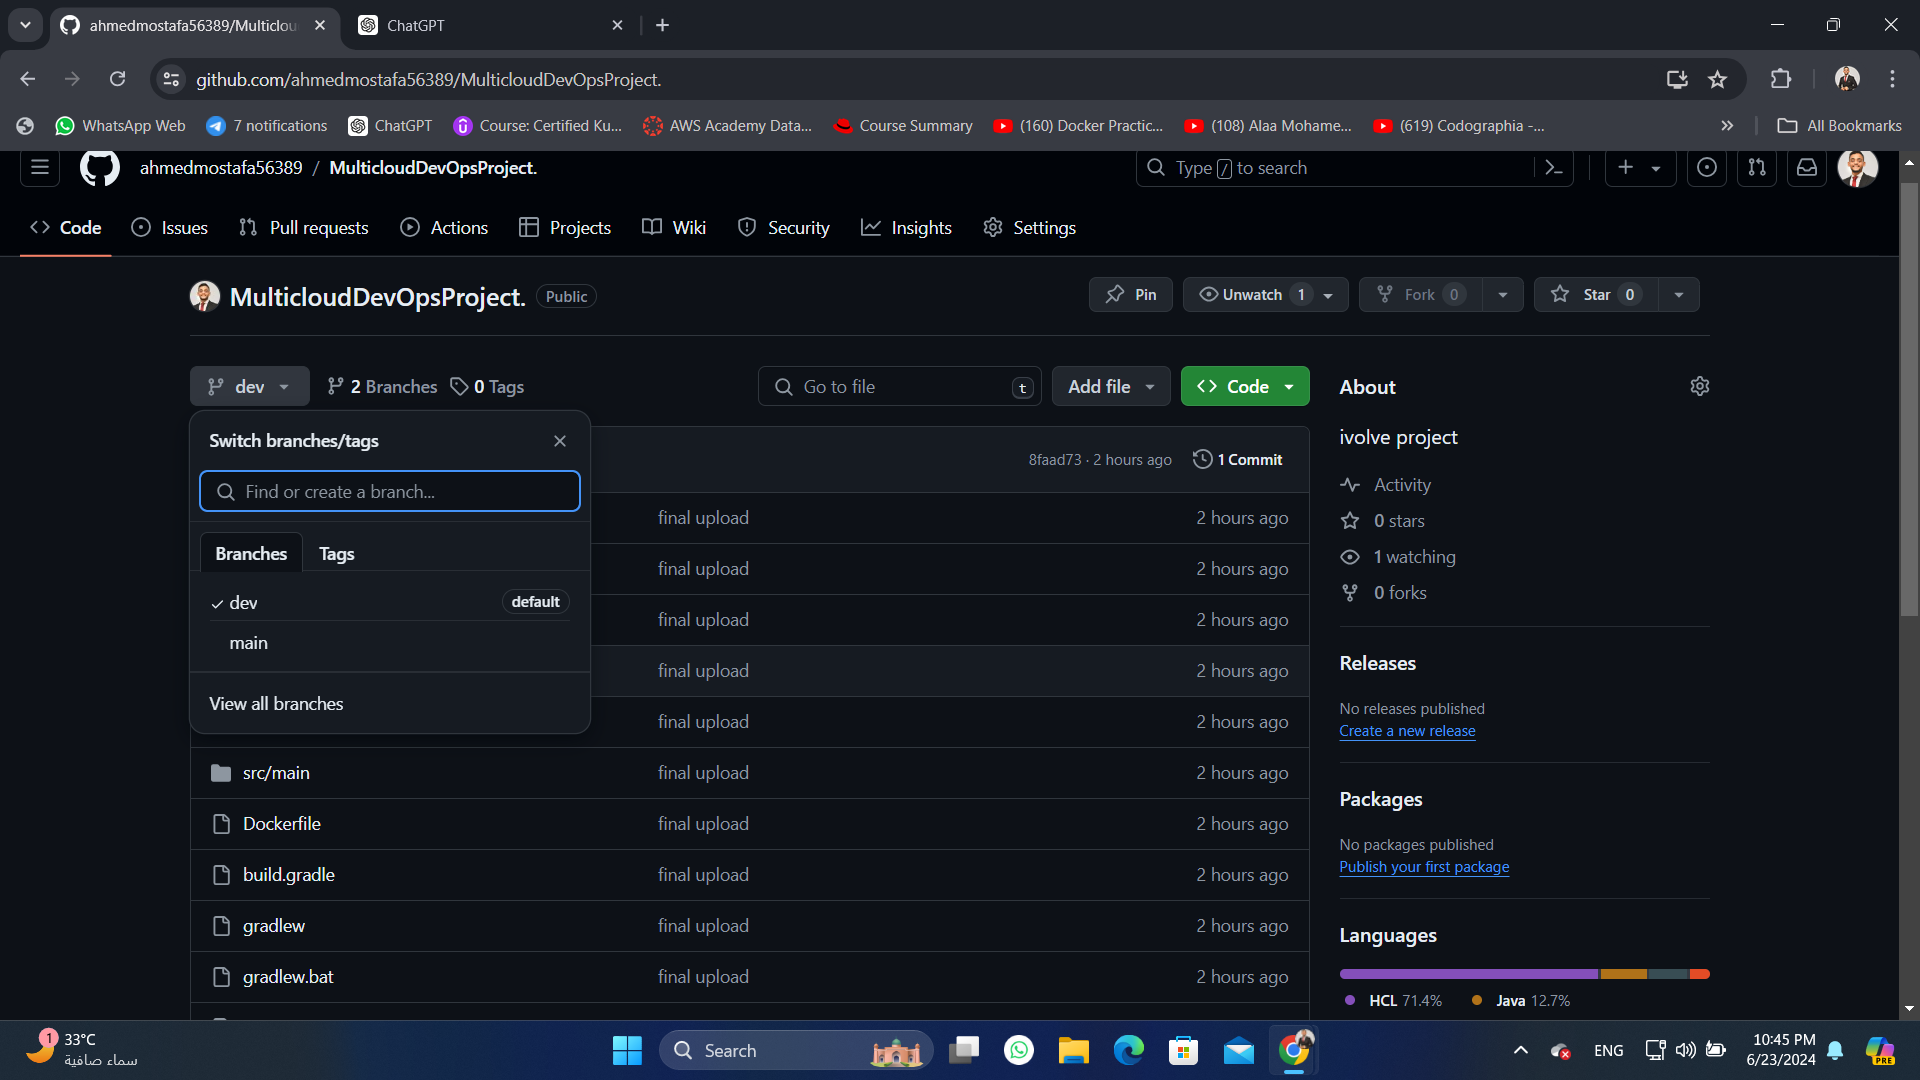 ahmedmostafa56389/Multiclou
ChatGPT
github.com/ahmedmostafa56389/MulticloudDevOpsProject.
WhatsApp Web
7 notifications
ChatGPT
Course: Certified Ku...
AWS Academy Data...
Course Summary
(160) Docker Practic...
(108) Alaa Mohame...
(619) Codographia -...
All Bookmarks
ahmedmostafa56389 / MulticloudDevOpsProject.
Type / to search
Code
Issues
Pull requests
Actions
Projects
Wiki
Security
Insights
Settings
MulticloudDevOpsProject.
Public
Pin
Unwatch 1
Fork 0
Star 0
dev
2 Branches
0 Tags
Go to file
t
Add file
Code
Switch branches/tags
Find or create a branch...
Branches
Tags
dev
default
main
View all branches
8faad73 · 2 hours ago
1 Commit
final upload
2 hours ago
final upload
2 hours ago
final upload
2 hours ago
final upload
2 hours ago
final upload
2 hours ago
src/main
final upload
2 hours ago
Dockerfile
final upload
2 hours ago
build.gradle
final upload
2 hours ago
gradlew
final upload
2 hours ago
gradlew.bat
final upload
2 hours ago
About
ivolve project
Activity
0 stars
1 watching
0 forks
Releases
No releases published
Create a new release
Packages
No packages published
Publish your first package
Languages
HCL 71.4%
Java 12.7%
1
33°C
سماء صافية
Search
ENG
10:45 PM
6/23/2024
PRE